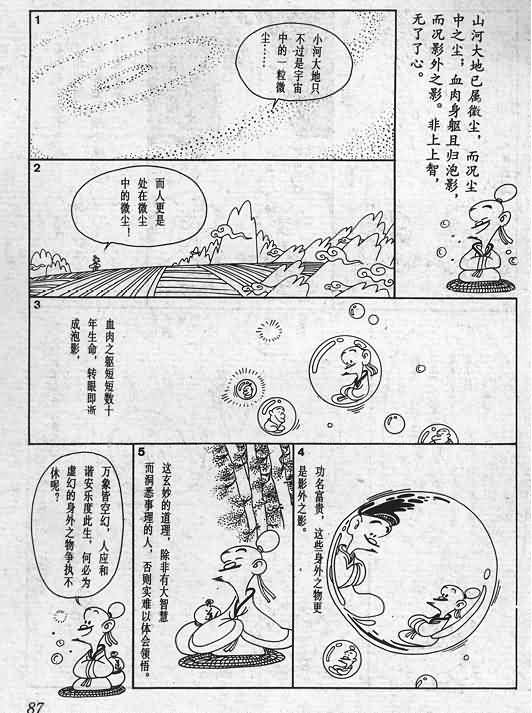 山河大地已属微尘，而况尘
中之尘；血肉身躯且归泡影，
而况影外之影。非上上智，
无了了心。
1
小河大地只
不过是宇宙
中的一粒微
尘……
2
而人更是
处在微尘
中的微尘！
3
血肉之躯短短数十
年生命，转眼即逝
成泡影，
4
功名富贵，这些身外之物更
是影外之影。
5
这玄妙的道理，除非有大智慧
而洞悉事理的人，否则实难以体会领悟。
万象皆空幻，人应和
谐安乐度此生，何必为
虚幻的身外之物争执不
休呢？
87